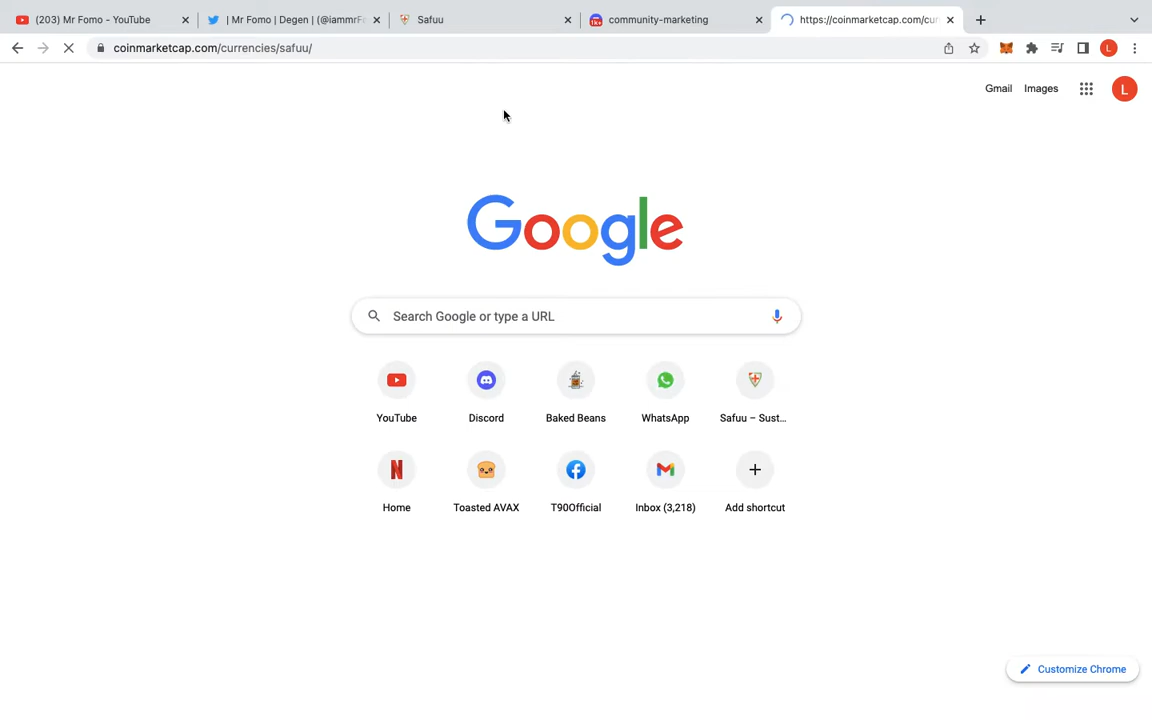 (203) Mr Fomo - YouTube
| Mr Fomo | Degen | (@iammrF
Safuu
1k+
community-marketing
https://coinmarketcap.com/cur
coinmarketcap.com/currencies/safuu/
L
Gmail
Images
L
Google
Search Google or type a URL
YouTube
Discord
Baked Beans
WhatsApp
Safuu – Sust...
N
Home
Toasted AVAX
T90Official
Inbox (3,218)
Add shortcut
Customize Chrome